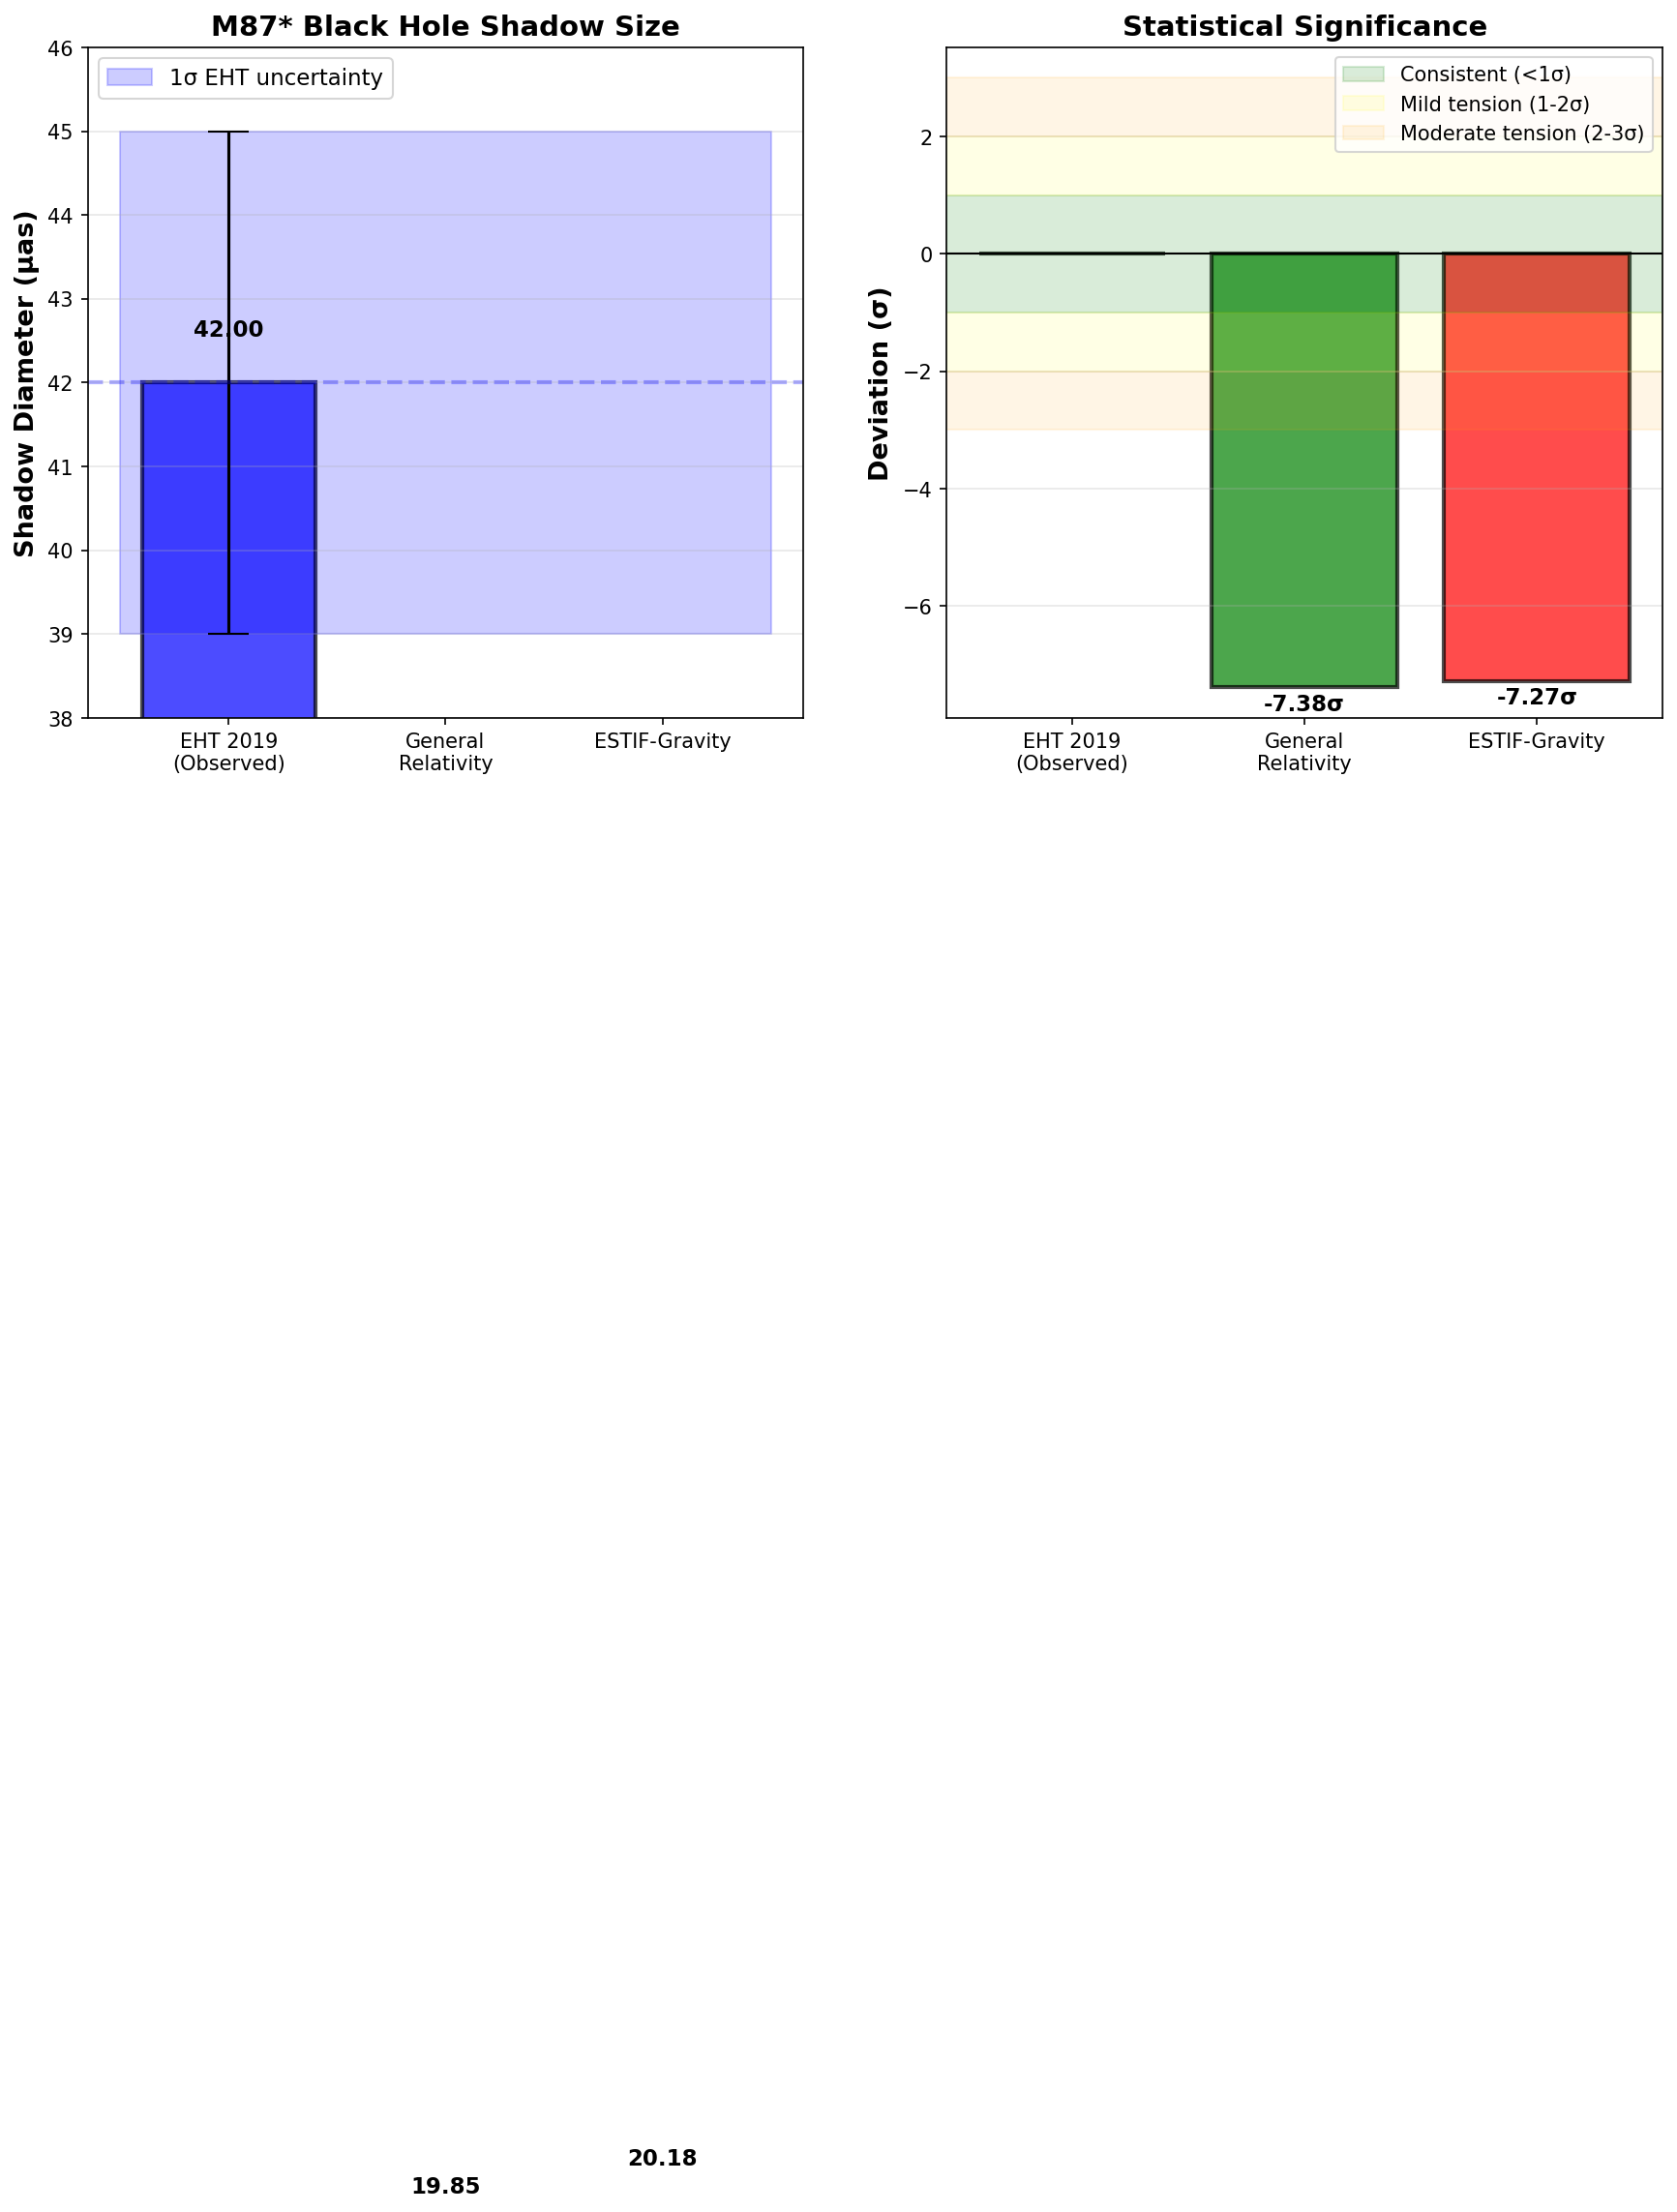 M87* Black Hole Shadow Size
1σ EHT uncertainty
Shadow Diameter (μas)
46
45
44
43
42
41
40
39
38
42.00
EHT 2019
(Observed)
General
Relativity
ESTIF-Gravity
19.85
20.18
Statistical Significance
Consistent (<1σ)
Mild tension (1-2σ)
Moderate tension (2-3σ)
Deviation (σ)
2
0
−2
−4
−6
-7.38σ
-7.27σ
EHT 2019
(Observed)
General
Relativity
ESTIF-Gravity